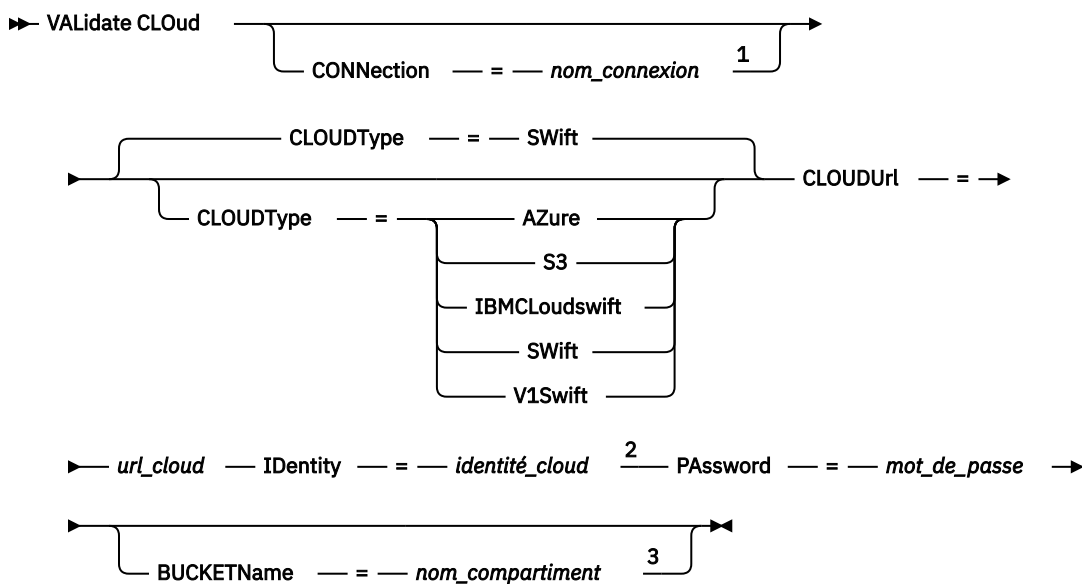 VALidate CLOud
CONNection = nom_connexion 1
CLOUDType = SWift
CLOUDUrl =
CLOUDType = AZure
S3
IBMCLoudswift
SWift
V1Swift
url_cloud IDentity = identité_cloud 2 PAssword = mot_de_passe
BUCKETName = nom_compartiment 3